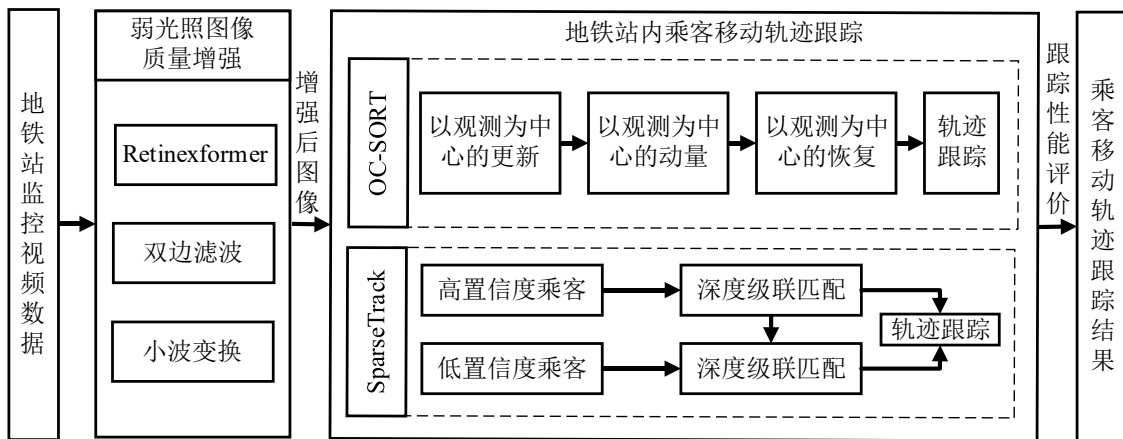 地铁站监控视频数据
弱光照图像
质量增强
Retinexformer
双边滤波
小波变换
增强后图像
地铁站内乘客移动轨迹跟踪
OC-SORT
以观测为中
心的更新
以观测为中
心的动量
以观测为中
心的恢复
轨迹
跟踪
SparseTrack
高置信度乘客
深度级联匹配
轨迹跟踪
低置信度乘客
深度级联匹配
跟踪性能评价
乘客移动轨迹跟踪结果